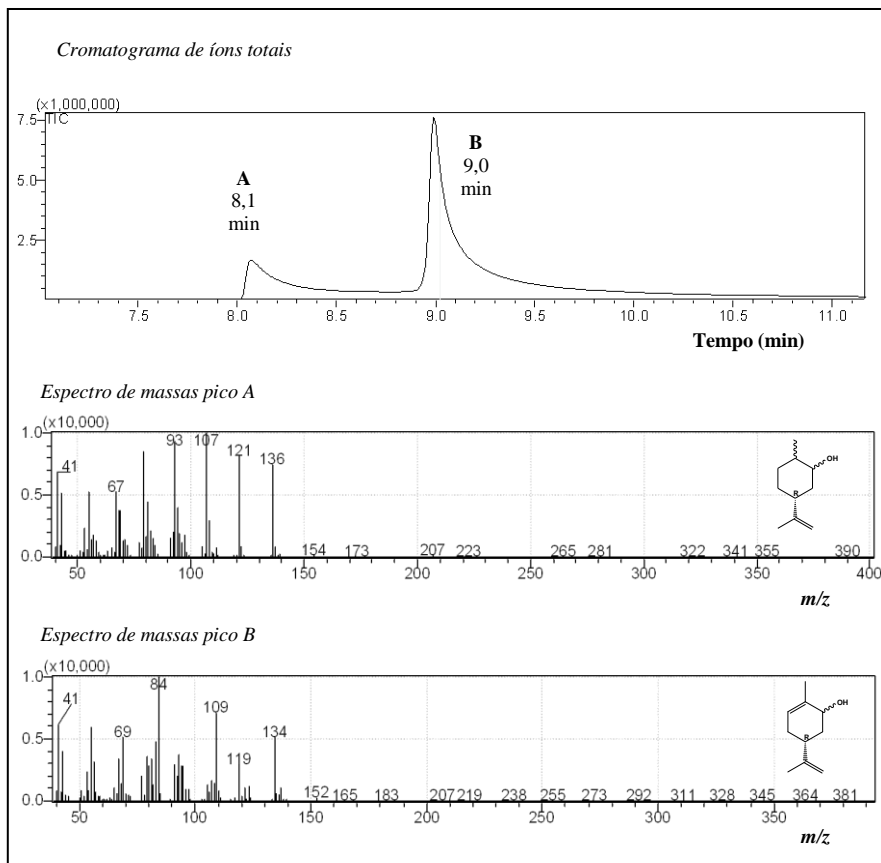 Cromatograma de íons totais
(x1,000,000)
7.5
TIC
5.0
2.5
A
8,1
min
B
9,0
min
7.5 8.0 8.5 9.0 9.5 10.0 10.5 11.0
Tempo (min)
Espectro de massas pico A
(x10,000)
1.0
0.5
0.0
41 67 93 107 121 136 154 173 207 223 265 281 322 341 355 390
OH
R
50 100 150 200 250 300 350 400
m/z
Espectro de massas pico B
(x10,000)
1.0
0.5
0.0
41 69 84 109 119 134 152 165 183 207 219 238 255 273 292 311 328 345 364 381
OH
R
50 100 150 200 250 300 350
m/z